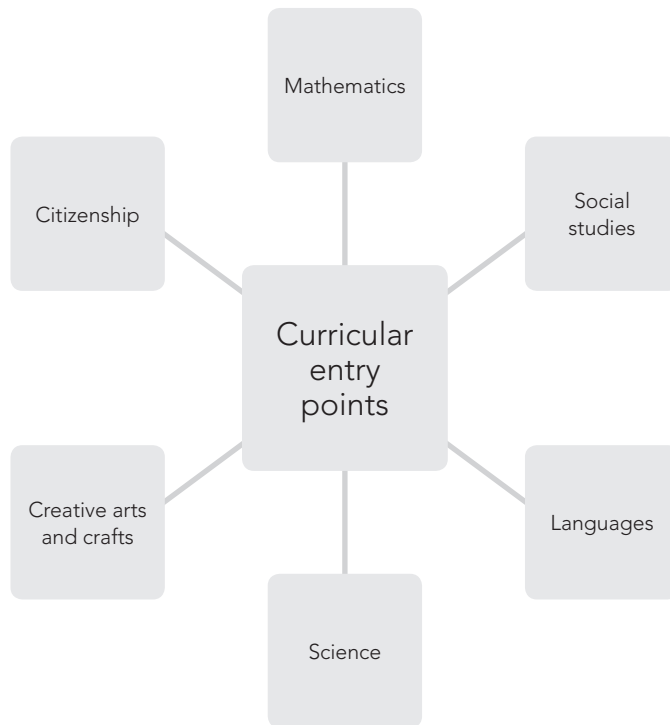 Mathematics
Citizenship
Social
studies
Curricular
entry
points
Creative arts
and crafts
Languages
Science